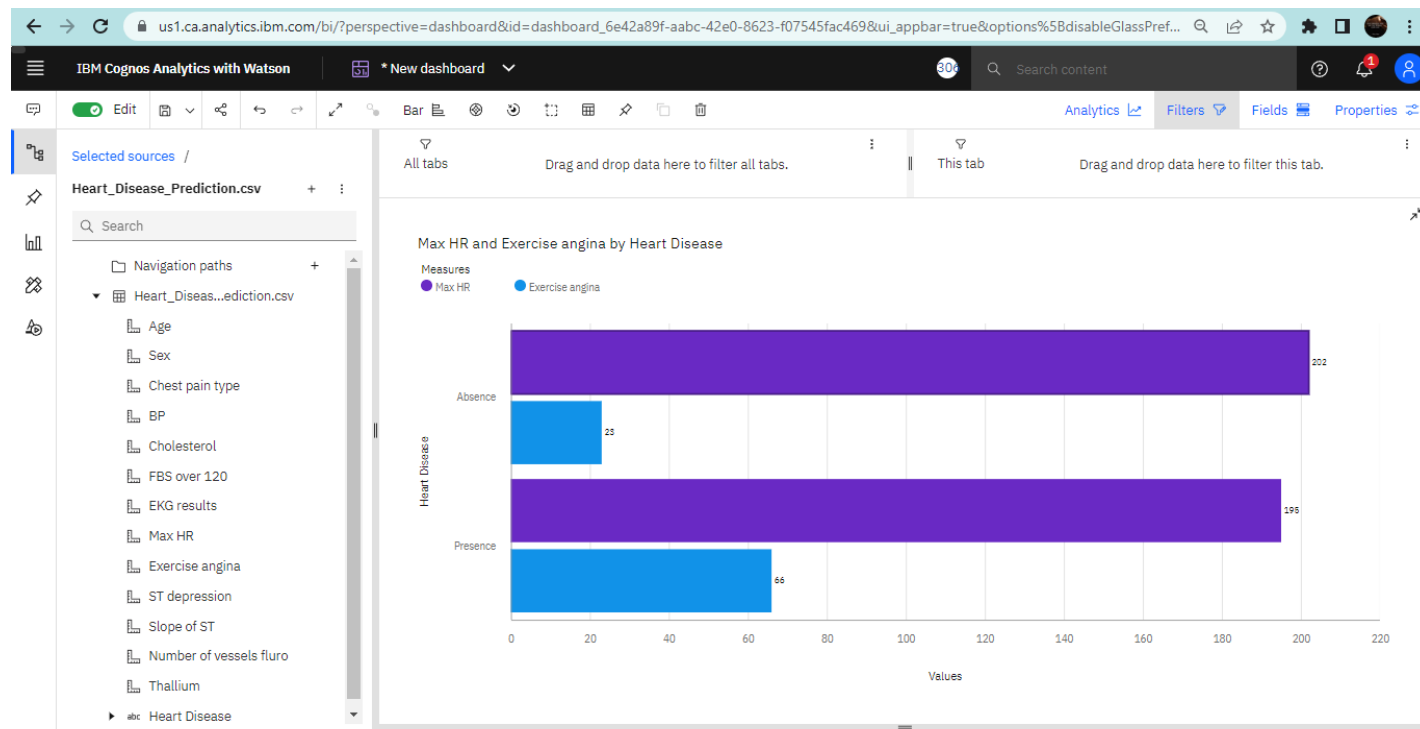 us1.ca.analytics.ibm.com/bi/?perspective=dashboard&id=dashboard_6e42a89f-aabc-42e0-8623-f07545fac469&ui_appbar=true&options%5BdisableGlassPref...
IBM Cognos Analytics with Watson
* New dashboard
306
Search content
1
Edit
Bar
Analytics
Filters
Fields
Properties
Selected sources /
Heart_Disease_Prediction.csv
Search
Navigation paths
Heart_Diseas...ediction.csv
Age
Sex
Chest pain type
BP
Cholesterol
FBS over 120
EKG results
Max HR
Exercise angina
ST depression
Slope of ST
Number of vessels fluro
Thallium
abc Heart Disease
All tabs
Drag and drop data here to filter all tabs.
This tab
Drag and drop data here to filter this tab.
Max HR and Exercise angina by Heart Disease
Measures
Max HR
Exercise angina
Heart Disease
Absence
202
23
Presence
195
66
0 20 40 60 80 100 120 140 160 180 200 220
Values